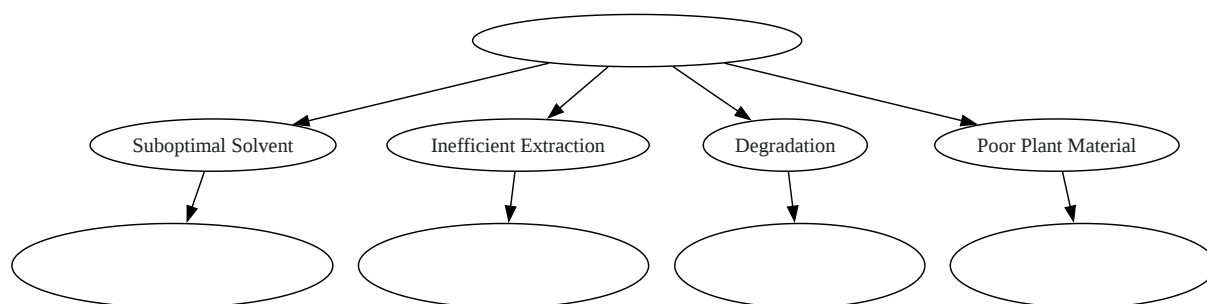 Suboptimal Solvent
Inefficient Extraction
Degradation
Poor Plant Material